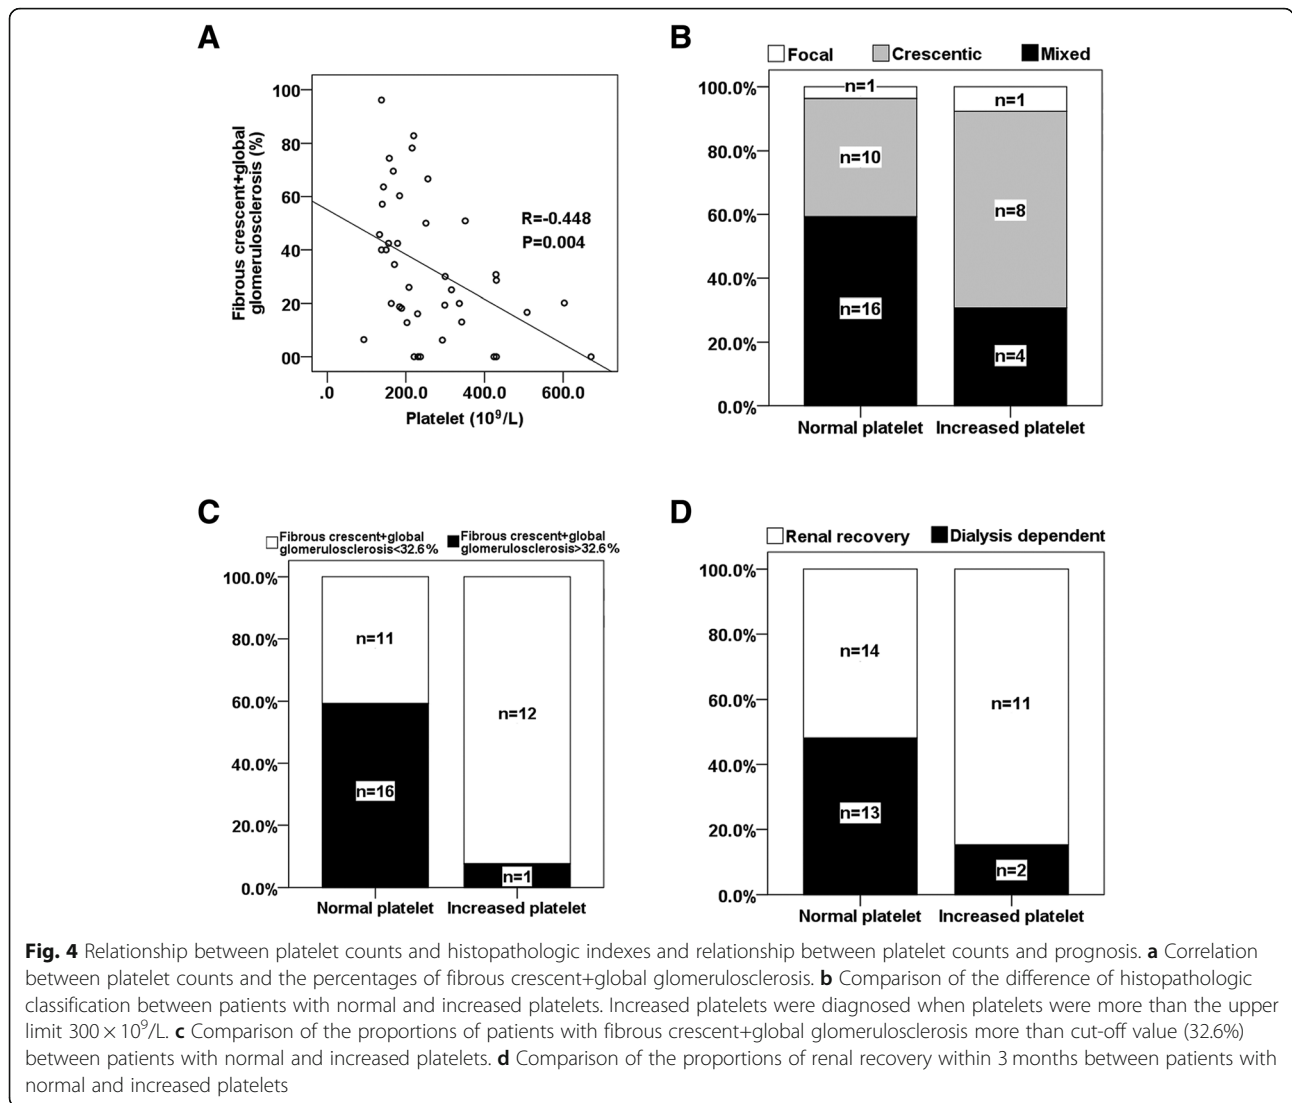 A
Fibrous crescent+global
glomerulosclerosis (%)
100
80
60
40
20
00
R=-0.448
P=0.004
.0
200.0
400.0
600.0
Platelet (10⁹/L)
B
Focal
Crescentic
Mixed
100.0%
80.0%
60.0%
40.0%
20.0%
0.0%
n=1
n=10
n=16
n=1
n=8
n=4
Normal platelet
Increased platelet
C
Fibrous crescent+global
glomerulosclerosis<32.6%
Fibrous crescent+global
glomerulosclerosis>32.6%
100.0%
80.0%
60.0%
40.0%
20.0%
0.0%
n=11
n=16
n=12
n=1
Normal platelet
Increased platelet
D
Renal recovery
Dialysis dependent
100.0%
80.0%
60.0%
40.0%
20.0%
0.0%
n=14
n=13
n=11
n=2
Normal platelet
Increased platelet
Fig. 4 Relationship between platelet counts and histopathologic indexes and relationship between platelet counts and prognosis. a Correlation
between platelet counts and the percentages of fibrous crescent+global glomerulosclerosis. b Comparison of the difference of histopathologic
classification between patients with normal and increased platelets. Increased platelets were diagnosed when platelets were more than the upper
limit 300 × 10⁹/L. c Comparison of the proportions of patients with fibrous crescent+global glomerulosclerosis more than cut-off value (32.6%)
between patients with normal and increased platelets. d Comparison of the proportions of renal recovery within 3 months between patients with
normal and increased platelets